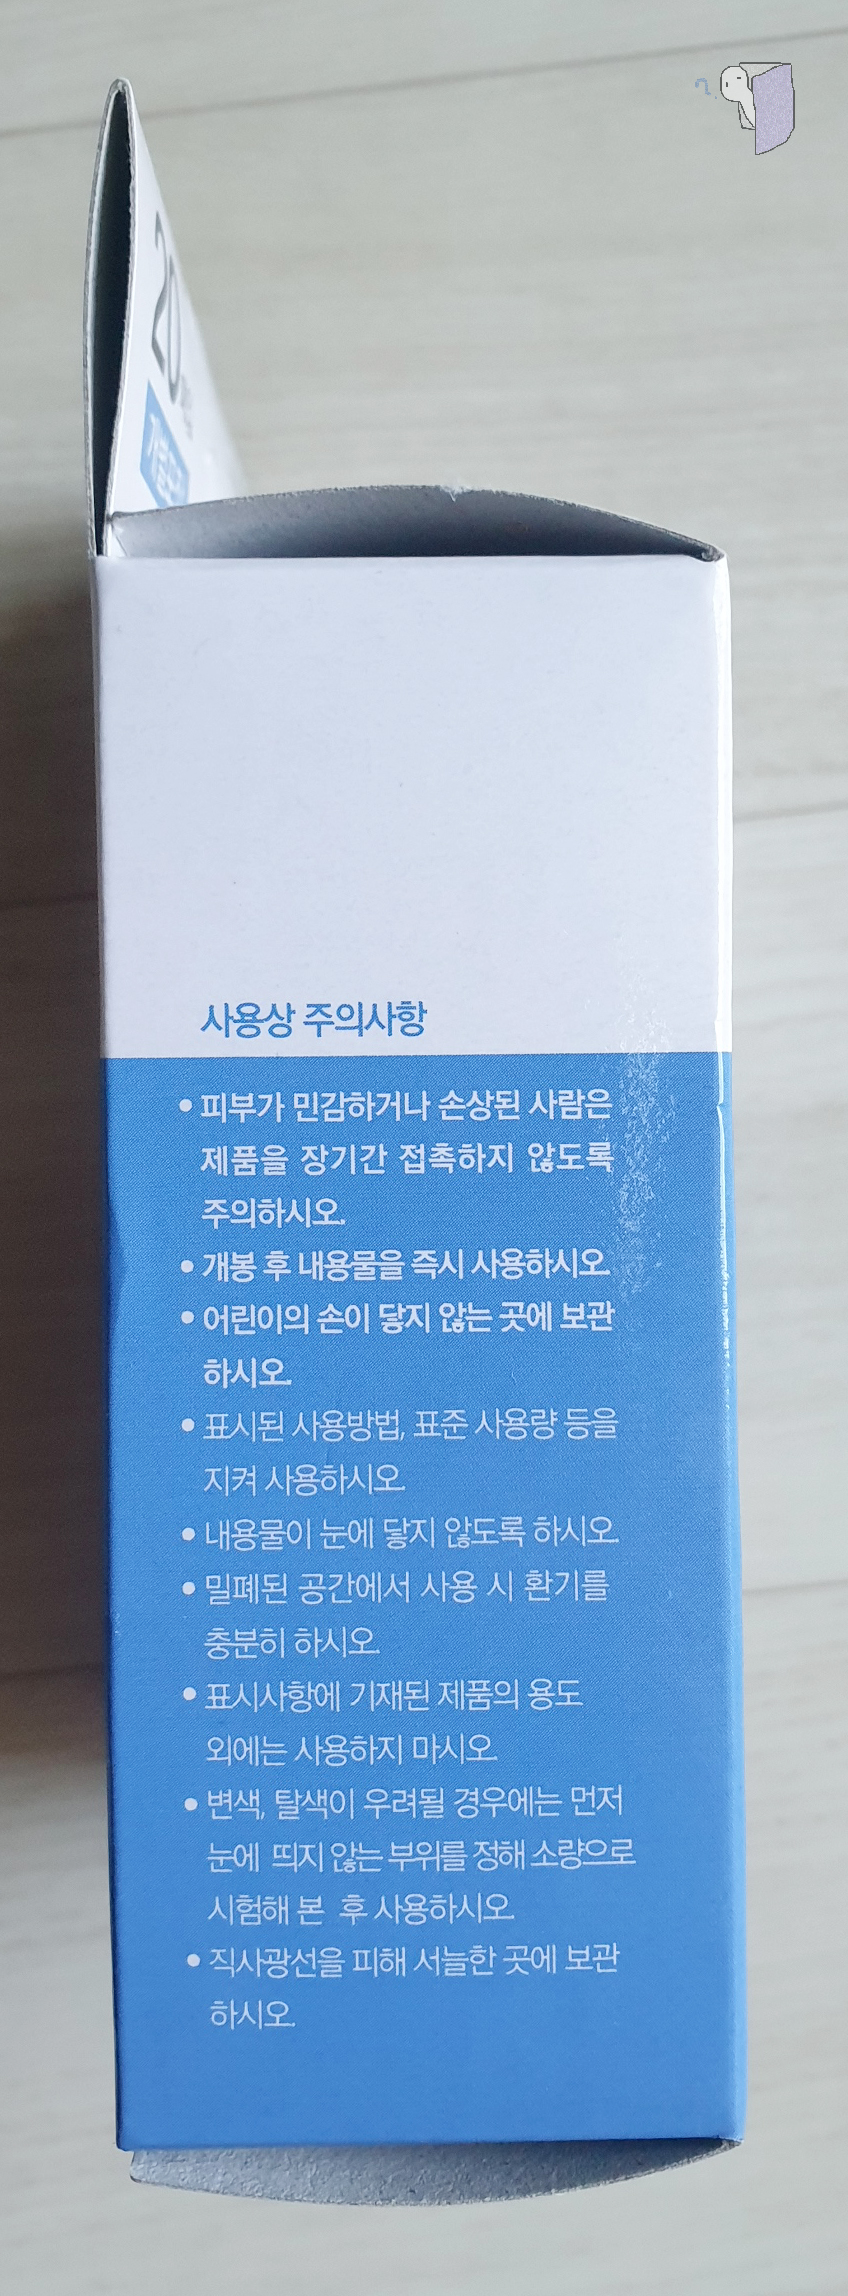 20
사용상 주의사항
• 피부가 민감하거나 손상된 사람은
제품을 장기간 접촉하지 않도록
주의하시오.
• 개봉 후 내용물을 즉시 사용하시오.
• 어린이의 손이 닿지 않는 곳에 보관
하시오.
• 표시된 사용방법, 표준 사용량 등을
지켜 사용하시오.
• 내용물이 눈에 닿지 않도록 하시오.
• 밀폐된 공간에서 사용 시 환기를
충분히 하시오.
• 표시사항에 기재된 제품의 용도
외에는 사용하지 마시오.
• 변색, 탈색이 우려될 경우에는 먼저
눈에 띄지 않는 부위를 정해 소량으로
시험해 본 후 사용하시오.
• 직사광선을 피해 서늘한 곳에 보관
하시오.